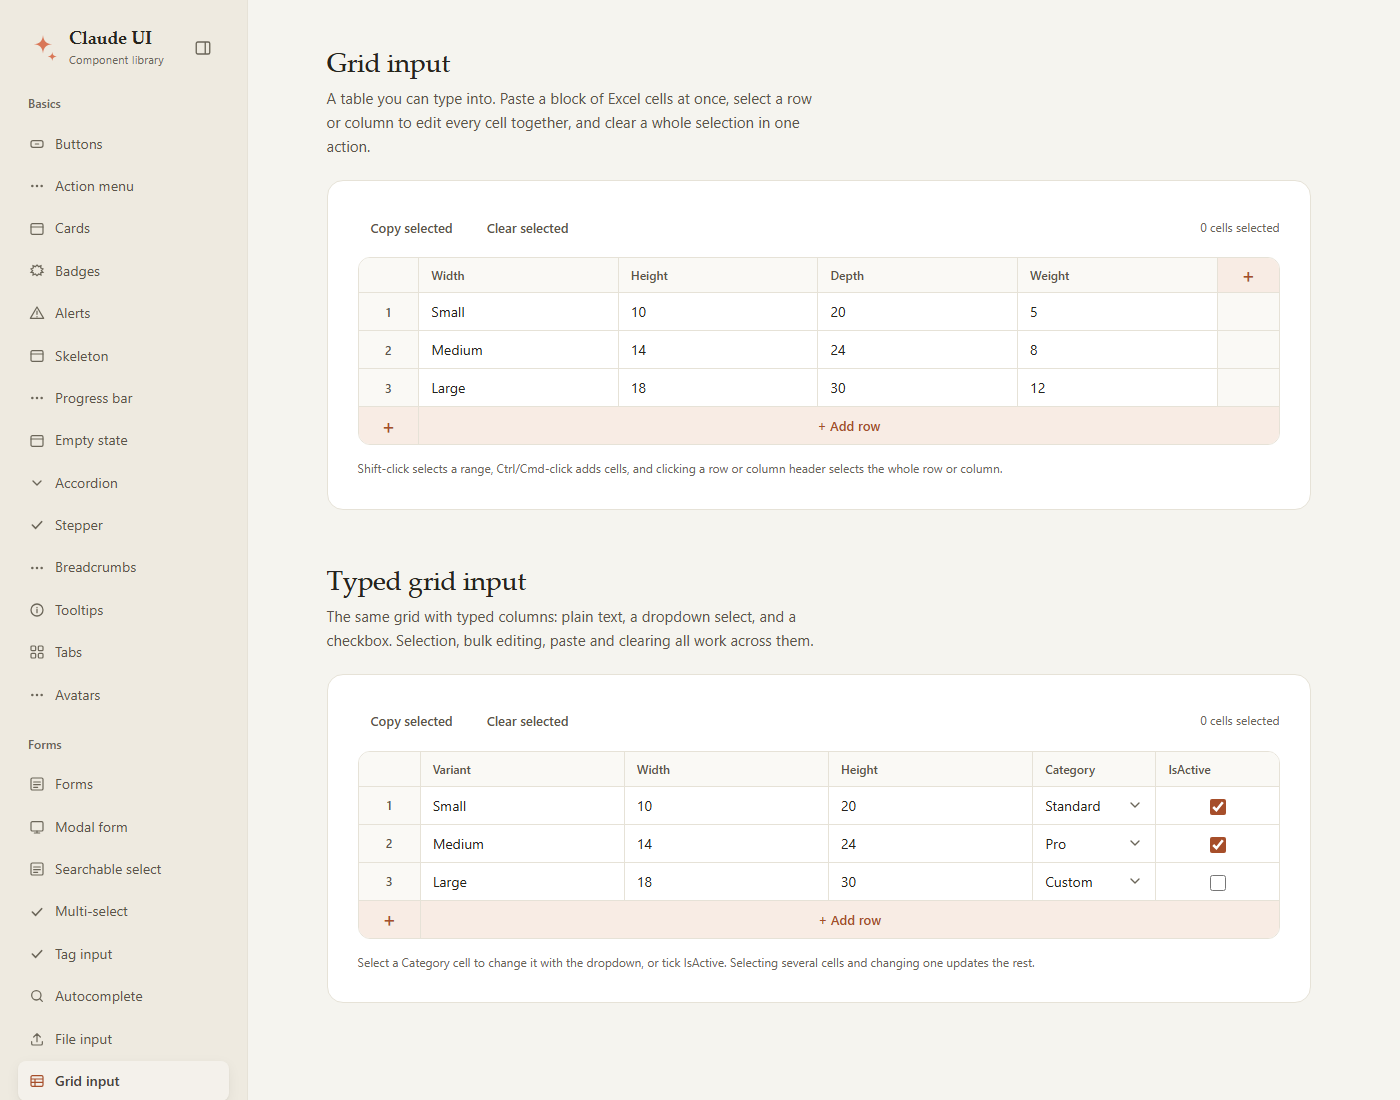 Claude UI
Component library
Basics
Buttons
Action menu
Cards
Badges
Alerts
Skeleton
Progress bar
Empty state
Accordion
Stepper
Breadcrumbs
Tooltips
Tabs
Avatars
Forms
Forms
Modal form
Searchable select
Multi-select
Tag input
Autocomplete
File input
Grid input
Grid input
A table you can type into. Paste a block of Excel cells at once, select a row
or column to edit every cell together, and clear a whole selection in one
action.
Copy selected Clear selected 0 cells selected
Width Height Depth Weight +
1 Small 10 20 5
2 Medium 14 24 8
3 Large 18 30 12
+ + Add row
Shift-click selects a range, Ctrl/Cmd-click adds cells, and clicking a row or column header selects the whole row or column.
Typed grid input
The same grid with typed columns: plain text, a dropdown select, and a
checkbox. Selection, bulk editing, paste and clearing all work across them.
Copy selected Clear selected 0 cells selected
Variant Width Height Category IsActive
1 Small 10 20 Standard
2 Medium 14 24 Pro
3 Large 18 30 Custom
+ + Add row
Select a Category cell to change it with the dropdown, or tick IsActive. Selecting several cells and changing one updates the rest.